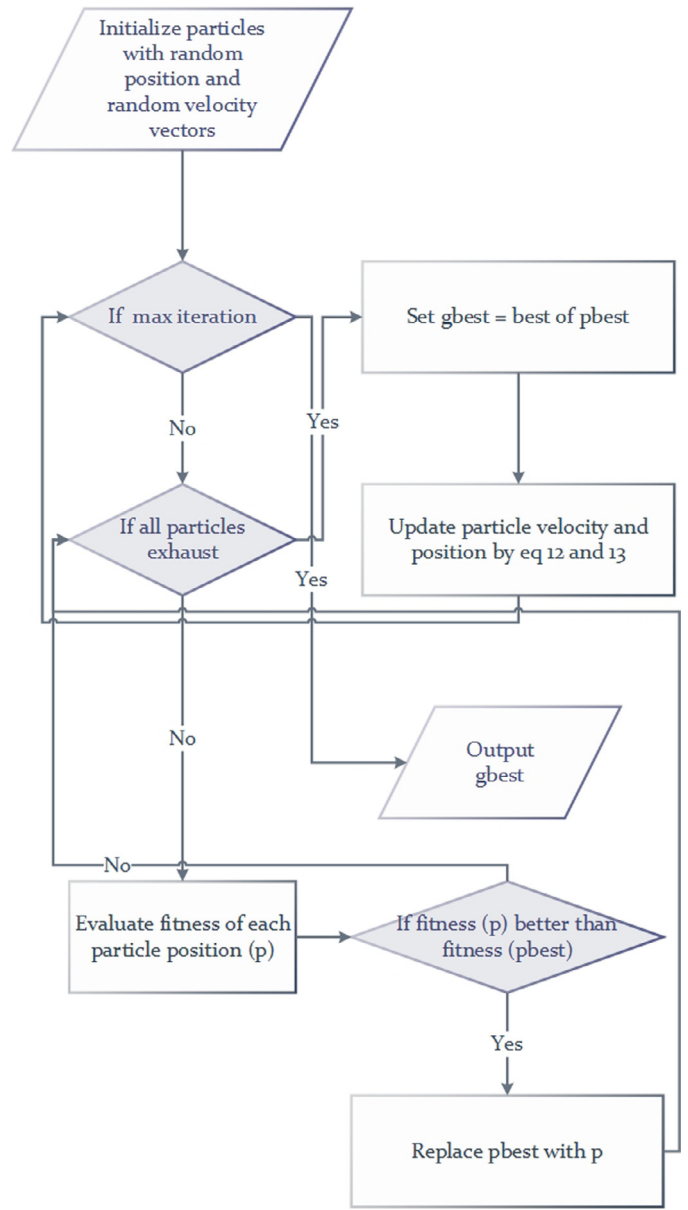 Initialize particles
with random
position and
random velocity
vectors
If max iteration
Set gbest = best of pbest
No
Yes
If all particles
exhaust
Update particle velocity and
position by eq 12 and 13
Yes
No
Output
gbest
No
Evaluate fitness of each
particle position (p)
If fitness (p) better than
fitness (pbest)
Yes
Replace pbest with p